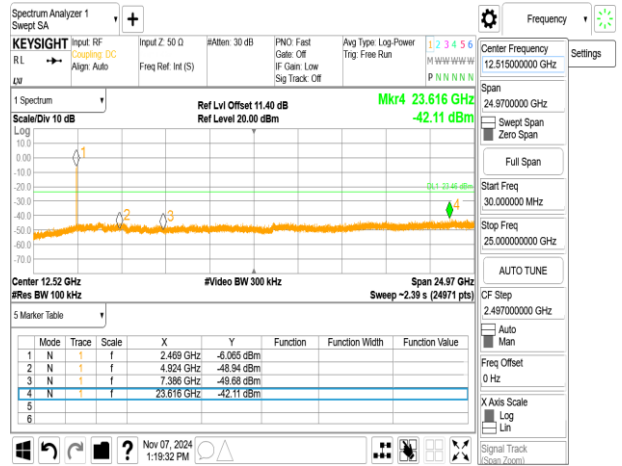 Spectrum Analyzer 1
Swept SA
Frequency
KEYSIGHT Input: RF Input Z: 50 Ω #Atten: 30 dB PNO: Fast Avg Type: Log-Power 1 2 3 4 5 6
Coupling: DC Gate: Off Trig: Free Run
RL Align: Auto Freq Ref: Int (S) IF Gain: Low M W W W W W
Sig Track: Off P N N N N N
LXI
Center Frequency
12.515000000 GHz
Settings
Span
24.9700000 GHz
Swept Span
Zero Span
Full Span
Start Freq
30.000000 MHz
Stop Freq
25.000000000 GHz
AUTO TUNE
CF Step
2.497000000 GHz
Auto
Man
Freq Offset
0 Hz
X Axis Scale
Log
Lin
Signal Track
(Span Zoom)
1 Spectrum
Ref Lvl Offset 11.40 dB Mkr4 23.616 GHz
Scale/Div 10 dB Ref Level 20.00 dBm -42.11 dBm
Log
10.0
0.00
-10.0
-20.0
-30.0
-40.0
-50.0
-60.0
-70.0
1
2
3
4
DL1 -23.46 dBm
Center 12.52 GHz #Video BW 300 kHz Span 24.97 GHz
#Res BW 100 kHz Sweep ~2.39 s (24971 pts)
5 Marker Table
Mode Trace Scale X Y Function Function Width Function Value
1 N 1 f 2.469 GHz -6.065 dBm
2 N 1 f 4.924 GHz -48.94 dBm
3 N 1 f 7.386 GHz -49.68 dBm
4 N 1 f 23.616 GHz -42.11 dBm
5
6
?
Nov 07, 2024
1:19:32 PM